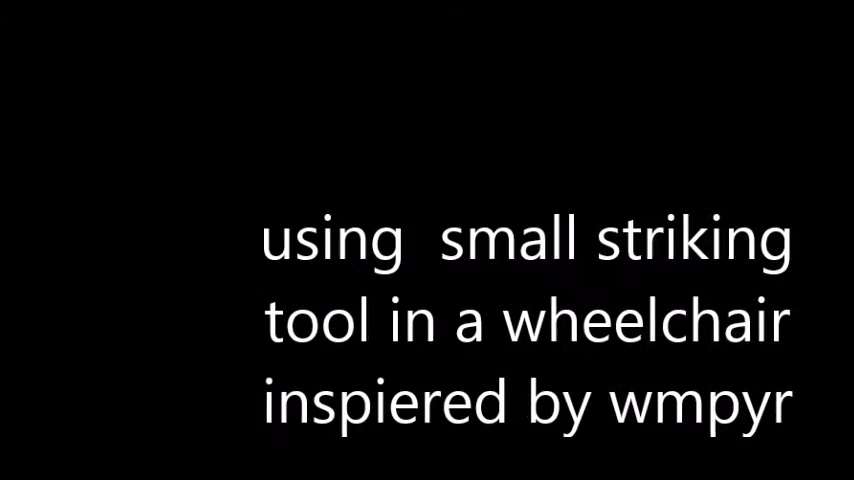 using  small striking
tool in a wheelchair
inspiered by wmpyr